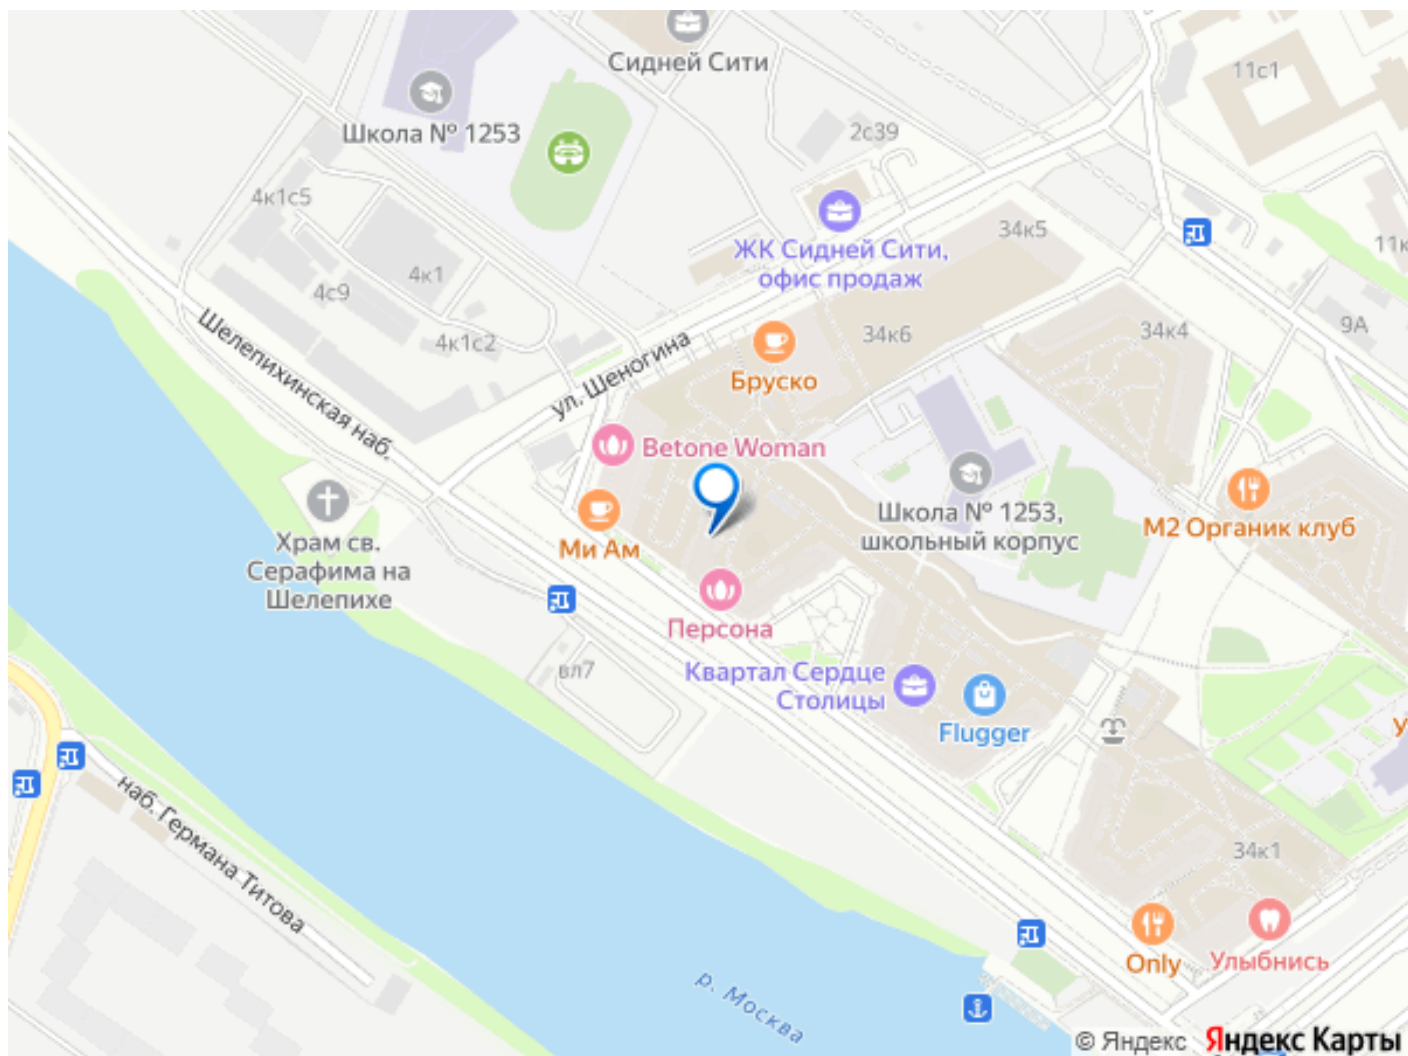 Сидней Сити
11с1
Школа № 1253
2с39
4к1с5
34к5
ЖК Сидней Сити,
офис продаж
11к
4к1
4с9
Шелепихинская наб.
4к1с2
ул. Шеногина
34к6
34к4
9А
Бруско
Betone Woman
Школа № 1253,
школьный корпус
М2 Органик клуб
Ми Ам
Храм св.
Серафима на
Шелепихе
Персона
вл7
Квартал Сердце
Столицы
Flugger
У
наб. Германа Титова
34к1
Only
Улыбнись
р. Москва
© Яндекс Яндекс Карты